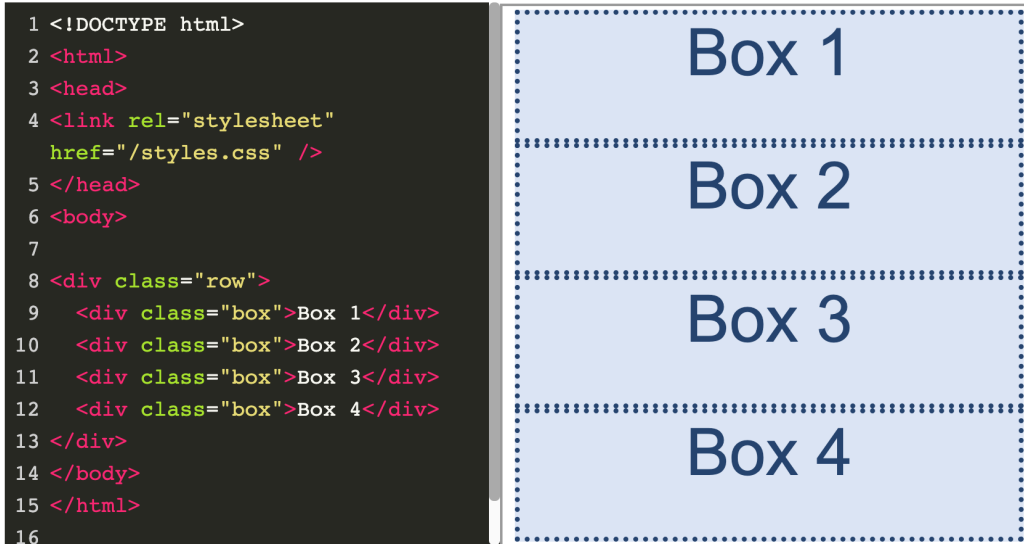 1 <!DOCTYPE html>
2 <html>
3 <head>
4 <link rel="stylesheet"
href="/styles.css" />
5 </head>
6 <body>
7
8 <div class="row">
9 <div class="box">Box 1</div>
10 <div class="box">Box 2</div>
11 <div class="box">Box 3</div>
12 <div class="box">Box 4</div>
13 </div>
14 </body>
15 </html>
16
Box 1
Box 2
Box 3
Box 4